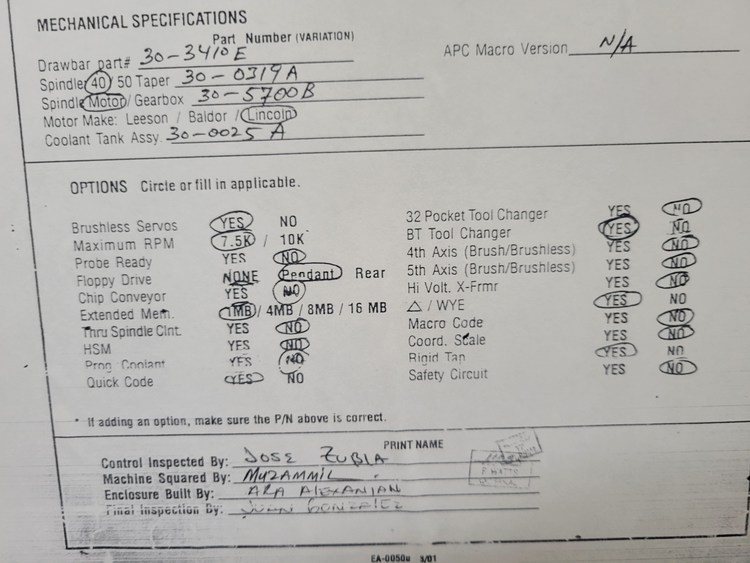 MECHANICAL SPECIFICATIONS
Part Number (VARIATION)
Drawbar part# 30-3410E
APC Macro Version N/A
Spindle 40/ 50 Taper 30-0319A
Spindle Motor/ Gearbox 30-5700B
Motor Make: Leeson / Baldor / Lincoln
Coolant Tank Assy. 30-0025 A
OPTIONS Circle or fill in applicable.
Brushless Servos YES NO
Maximum RPM 7.5K / 10K
Probe Ready YES NO
Floppy Drive NONE Pendant Rear
Chip Conveyor YES NO
Extended Mem. 1MB / 4MB / 8MB / 16 MB
Thru Spindle Clnt. YES NO
HSM YES NO
Prog Coolant YES NO
Quick Code YES NO
32 Pocket Tool Changer YES NO
BT Tool Changer YES NO
4th Axis (Brush/Brushless) YES NO
5th Axis (Brush/Brushless) YES NO
Hi Volt. X-Frmr YES NO
△ / WYE YES NO
Macro Code YES NO
Coord. Scale YES NO
Rigid Tap YES NO
Safety Circuit YES NO
* If adding an option, make sure the P/N above is correct.
PRINT NAME
Control Inspected By: JOSE ZUBIA
Machine Squared By: MUZAMMIL
Enclosure Built By: ARA ALEXANIAN
Final Inspection By: JUAN GONZALEZ
EA-0050u 3/01